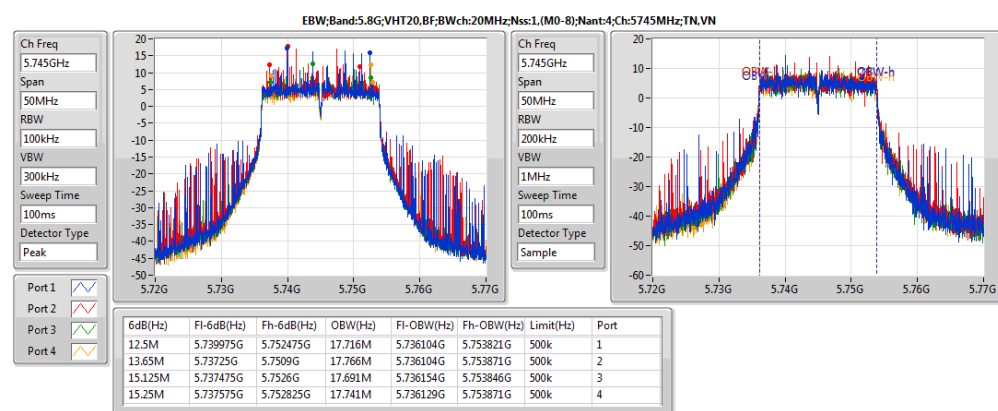 EBW;Band:5.8G;VHT20,BF;BWch:20MHz;Nss:1,(M0-8);Nant:4;Ch:5745MHz;TN,VN
Ch Freq
5.745GHz
Span
50MHz
RBW
100kHz
VBW
300kHz
Sweep Time
100ms
Detector Type
Peak
20
15
10
5
0
-5
-10
-15
-20
-25
-30
-35
-40
-45
-50
5.72G 5.73G 5.74G 5.75G 5.76G 5.77G
Ch Freq
5.745GHz
Span
50MHz
RBW
200kHz
VBW
1MHz
Sweep Time
100ms
Detector Type
Sample
20
10
0
-10
-20
-30
-40
-50
-60
OBW-h
5.72G 5.73G 5.74G 5.75G 5.76G 5.77G
Port 1
Port 2
Port 3
Port 4
6dB(Hz) Fl-6dB(Hz) Fh-6dB(Hz) OBW(Hz) Fl-OBW(Hz) Fh-OBW(Hz) Limit(Hz) Port
12.5M 5.739975G 5.752475G 17.716M 5.736104G 5.753821G 500k 1
13.65M 5.73725G 5.7509G 17.766M 5.736104G 5.753871G 500k 2
15.125M 5.737475G 5.7526G 17.691M 5.736154G 5.753846G 500k 3
15.25M 5.737575G 5.752825G 17.741M 5.736129G 5.753871G 500k 4